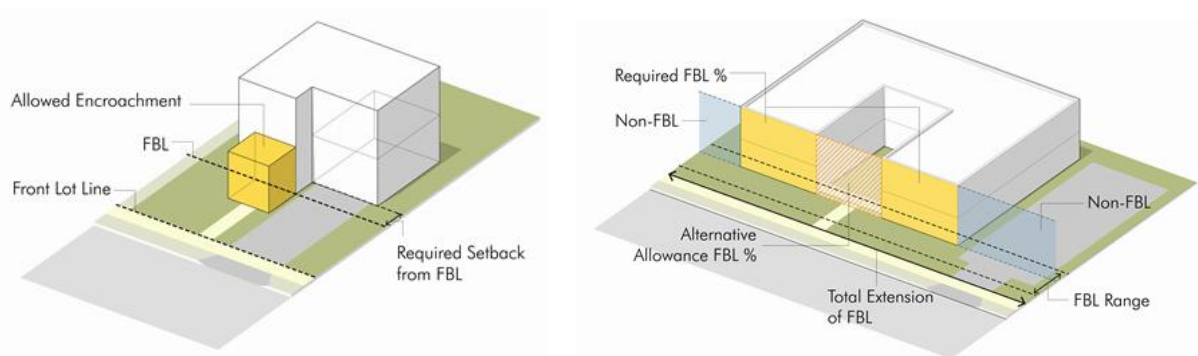 Allowed Encroachment
FBL
Front Lot Line
Required Setback
from FBL
Required FBL %
Non-FBL
Non-FBL
Alternative
Allowance FBL %
Total Extension
of FBL
FBL Range